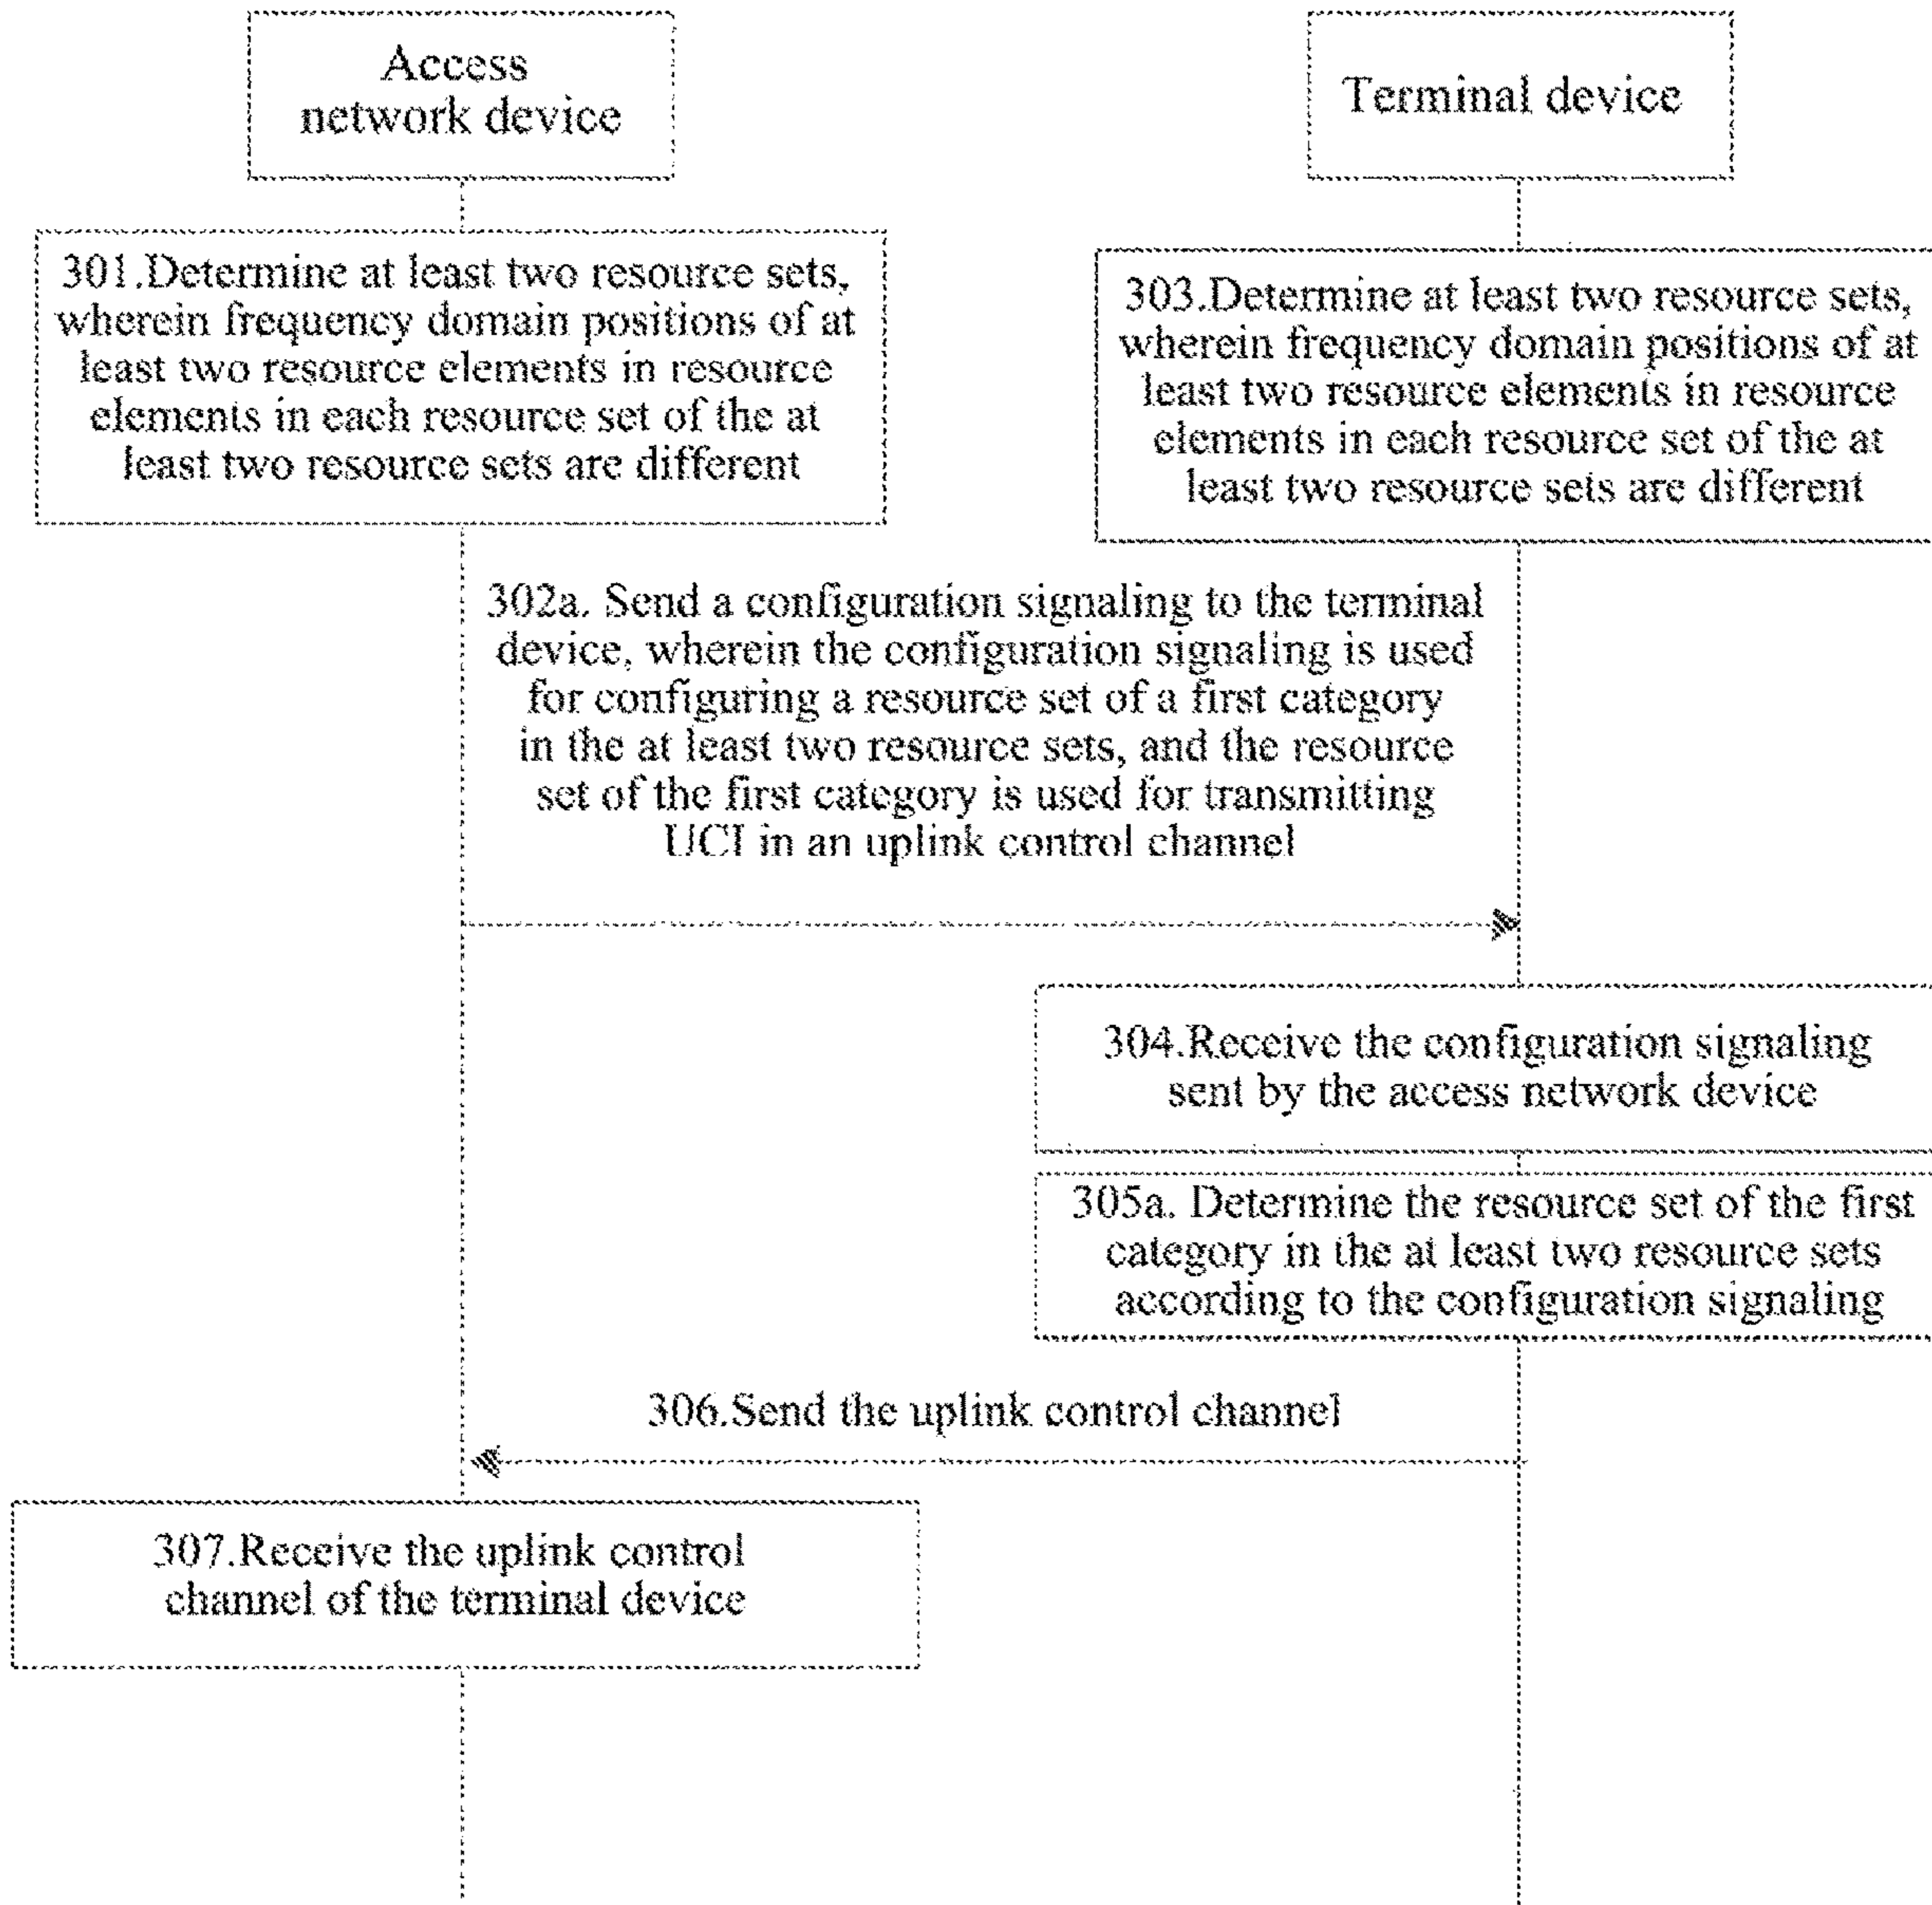 Access
network device
Terminal device
301.Determine at least two resource sets,
wherein frequency domain positions of at
least two resource elements in resource
elements in each resource set of the at
least two resource sets are different
303.Determine at least two resource sets,
wherein frequency domain positions of at
least two resource elements in resource
elements in each resource set of the at
least two resource sets are different
302a. Send a configuration signaling to the terminal
device, wherein the configuration signaling is used
for configuring a resource set of a first category
in the at least two resource sets, and the resource
set of the first category is used for transmitting
UCI in an uplink control channel
304.Receive the configuration signaling
sent by the access network device
305a. Determine the resource set of the first
category in the at least two resource sets
according to the configuration signaling
306.Send the uplink control channel
307.Receive the uplink control
channel of the terminal device